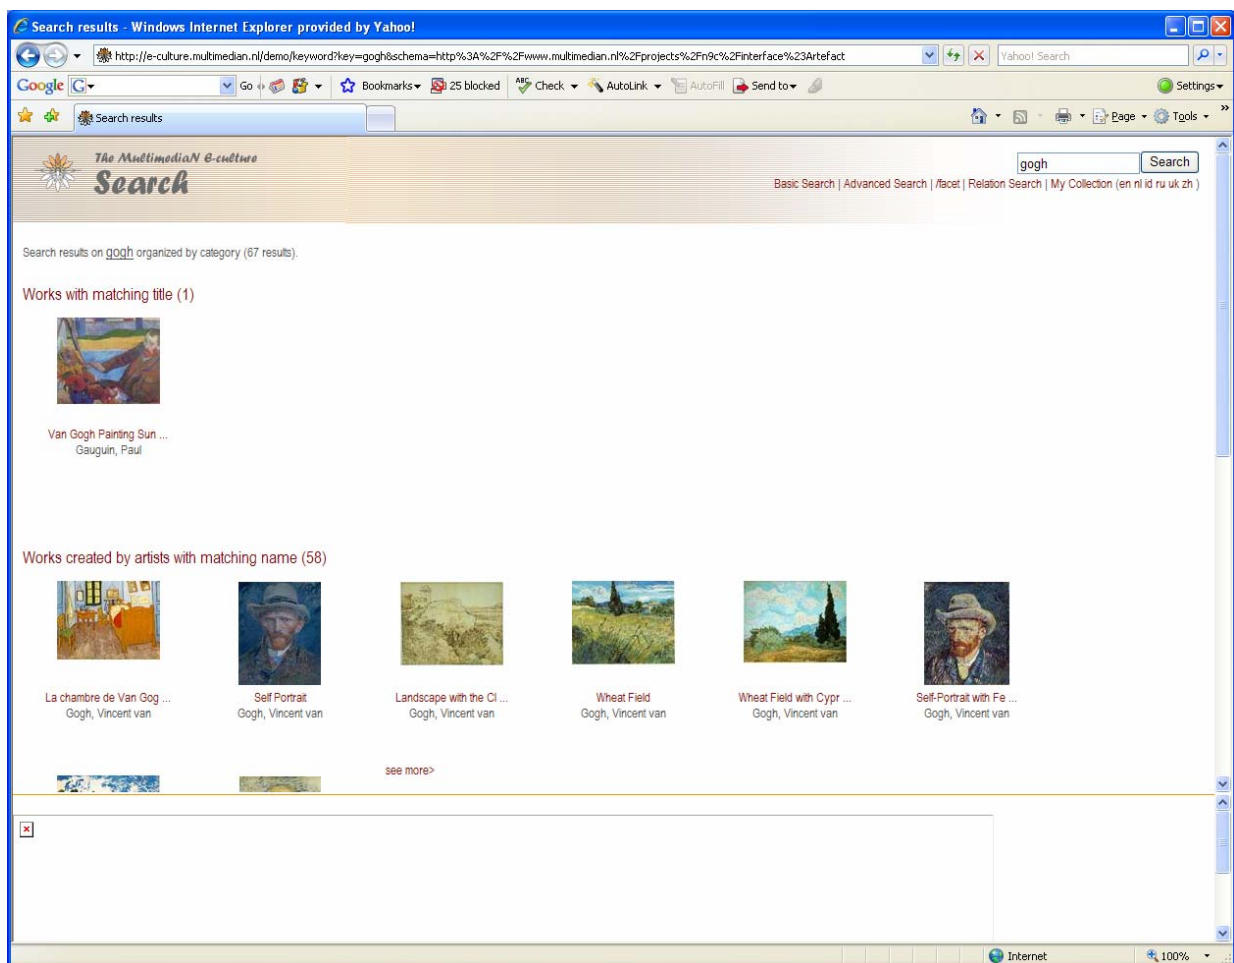 Search results - Windows Internet Explorer provided by Yahoo!
http://e-culture.multimedian.nl/demo/keyword?key=gogh&schema=http%3A%2F%2Fwww.multimedian.nl%2Fprojects%2Fn9c%2Finterface%23Artefact
Yahoo! Search
Google G Go Bookmarks 25 blocked ABC Check AutoLink AutoFill Send to Settings
Search results Page Tools »
The MultimediaN E-culture
Search
gogh Search
Basic Search | Advanced Search | /facet | Relation Search | My Collection (en nl id ru uk zh )
Search results on gogh organized by category (67 results).
Works with matching title (1)
Van Gogh Painting Sun ...
Gauguin, Paul
Works created by artists with matching name (58)
La chambre de Van Gog ... Self Portrait Landscape with the Cl ... Wheat Field Wheat Field with Cypr ... Self-Portrait with Fe ...
Gogh, Vincent van Gogh, Vincent van Gogh, Vincent van Gogh, Vincent van Gogh, Vincent van Gogh, Vincent van
see more>
Internet 100%